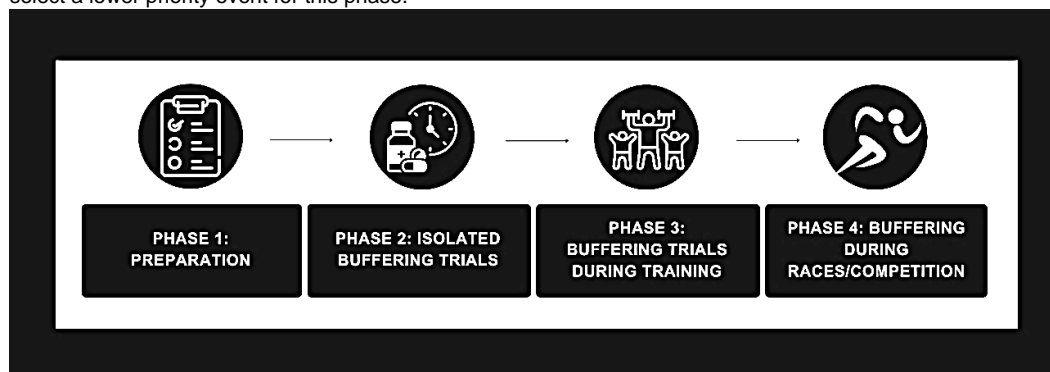 select a lower priority event for this phase.
PHASE 1:
PREPARATION
PHASE 2: ISOLATED
BUFFERING TRIALS
PHASE 3:
BUFFERING TRIALS
DURING TRAINING
PHASE 4: BUFFERING
DURING
RACES/COMPETITION